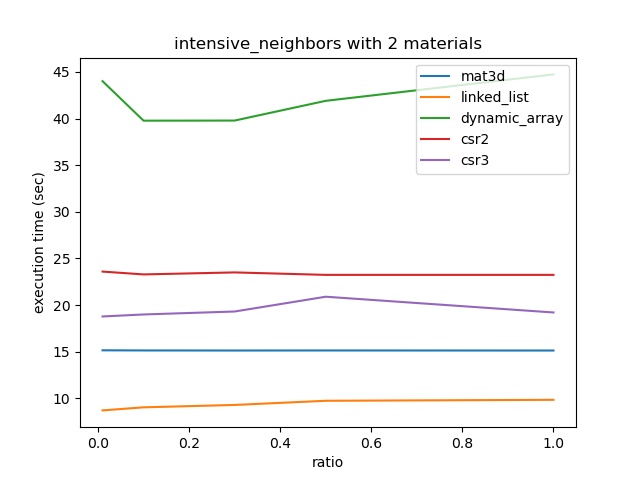 intensive_neighbors with 2 materials
execution time (sec)
45
40
35
30
25
20
15
10
mat3d
linked_list
dynamic_array
csr2
csr3
0.0 0.2 0.4 0.6 0.8 1.0
ratio